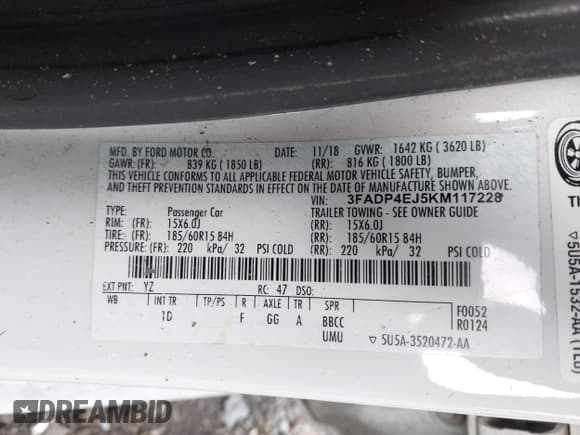 MFD. BY FORD MOTOR CO. DATE: 11/18 GVWR: 1642 KG ( 3620 LB)
GAWR: (FR): 839 KG ( 1850 LB) (RR): 816 KG ( 1800 LB)
THIS VEHICLE CONFORMS TO ALL APPLICABLE FEDERAL MOTOR VEHICLE SAFETY, BUMPER,
AND THEFT PREVENTION STANDARDS IN EFFECT ON THE DATE OF MANUFACTURE SHOWN ABOVE.
VIN: 3FADP4EJ5KM117228
TYPE: Passenger Car TRAILER TOWING - SEE OWNER GUIDE
RIM: (FR): 15X6.0J (RR): 15X6.0J
TIRE: (FR): 185/60R15 84H (RR): 185/60R15 84H
PRESSURE: (FR): 220 kPa/ 32 PSI COLD (RR): 220 kPa/ 32 PSI COLD
EXT PNT: YZ RC: 47 DSO:
WB INT TR TP/PS R AXLE TR SPR F0052
1D F GG A BBCC R0124
UMU ▽ 5U5A-3520472-AA
TH
▽ 5U5A-1532-AA (TLB)
DREAMBID